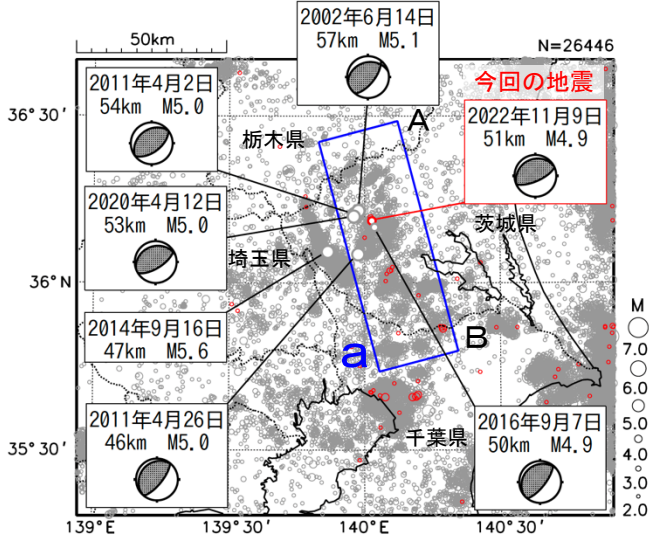 2002年6月14日
57km M5.1
50km
N=26446
2011年4月2日
54km M5.0
今回の地震
2022年11月9日
51km M4.9
36°30′
栃木県
A
2020年4月12日
53km M5.0
茨城県
埼玉県
36°N
2014年9月16日
47km M5.6
a
B
M
7.0
6.0
5.0
4.0
3.0
2.0
2011年4月26日
46km M5.0
千葉県
2016年9月7日
50km M4.9
35°30′
139°E
139°30′
140°E
140°30′